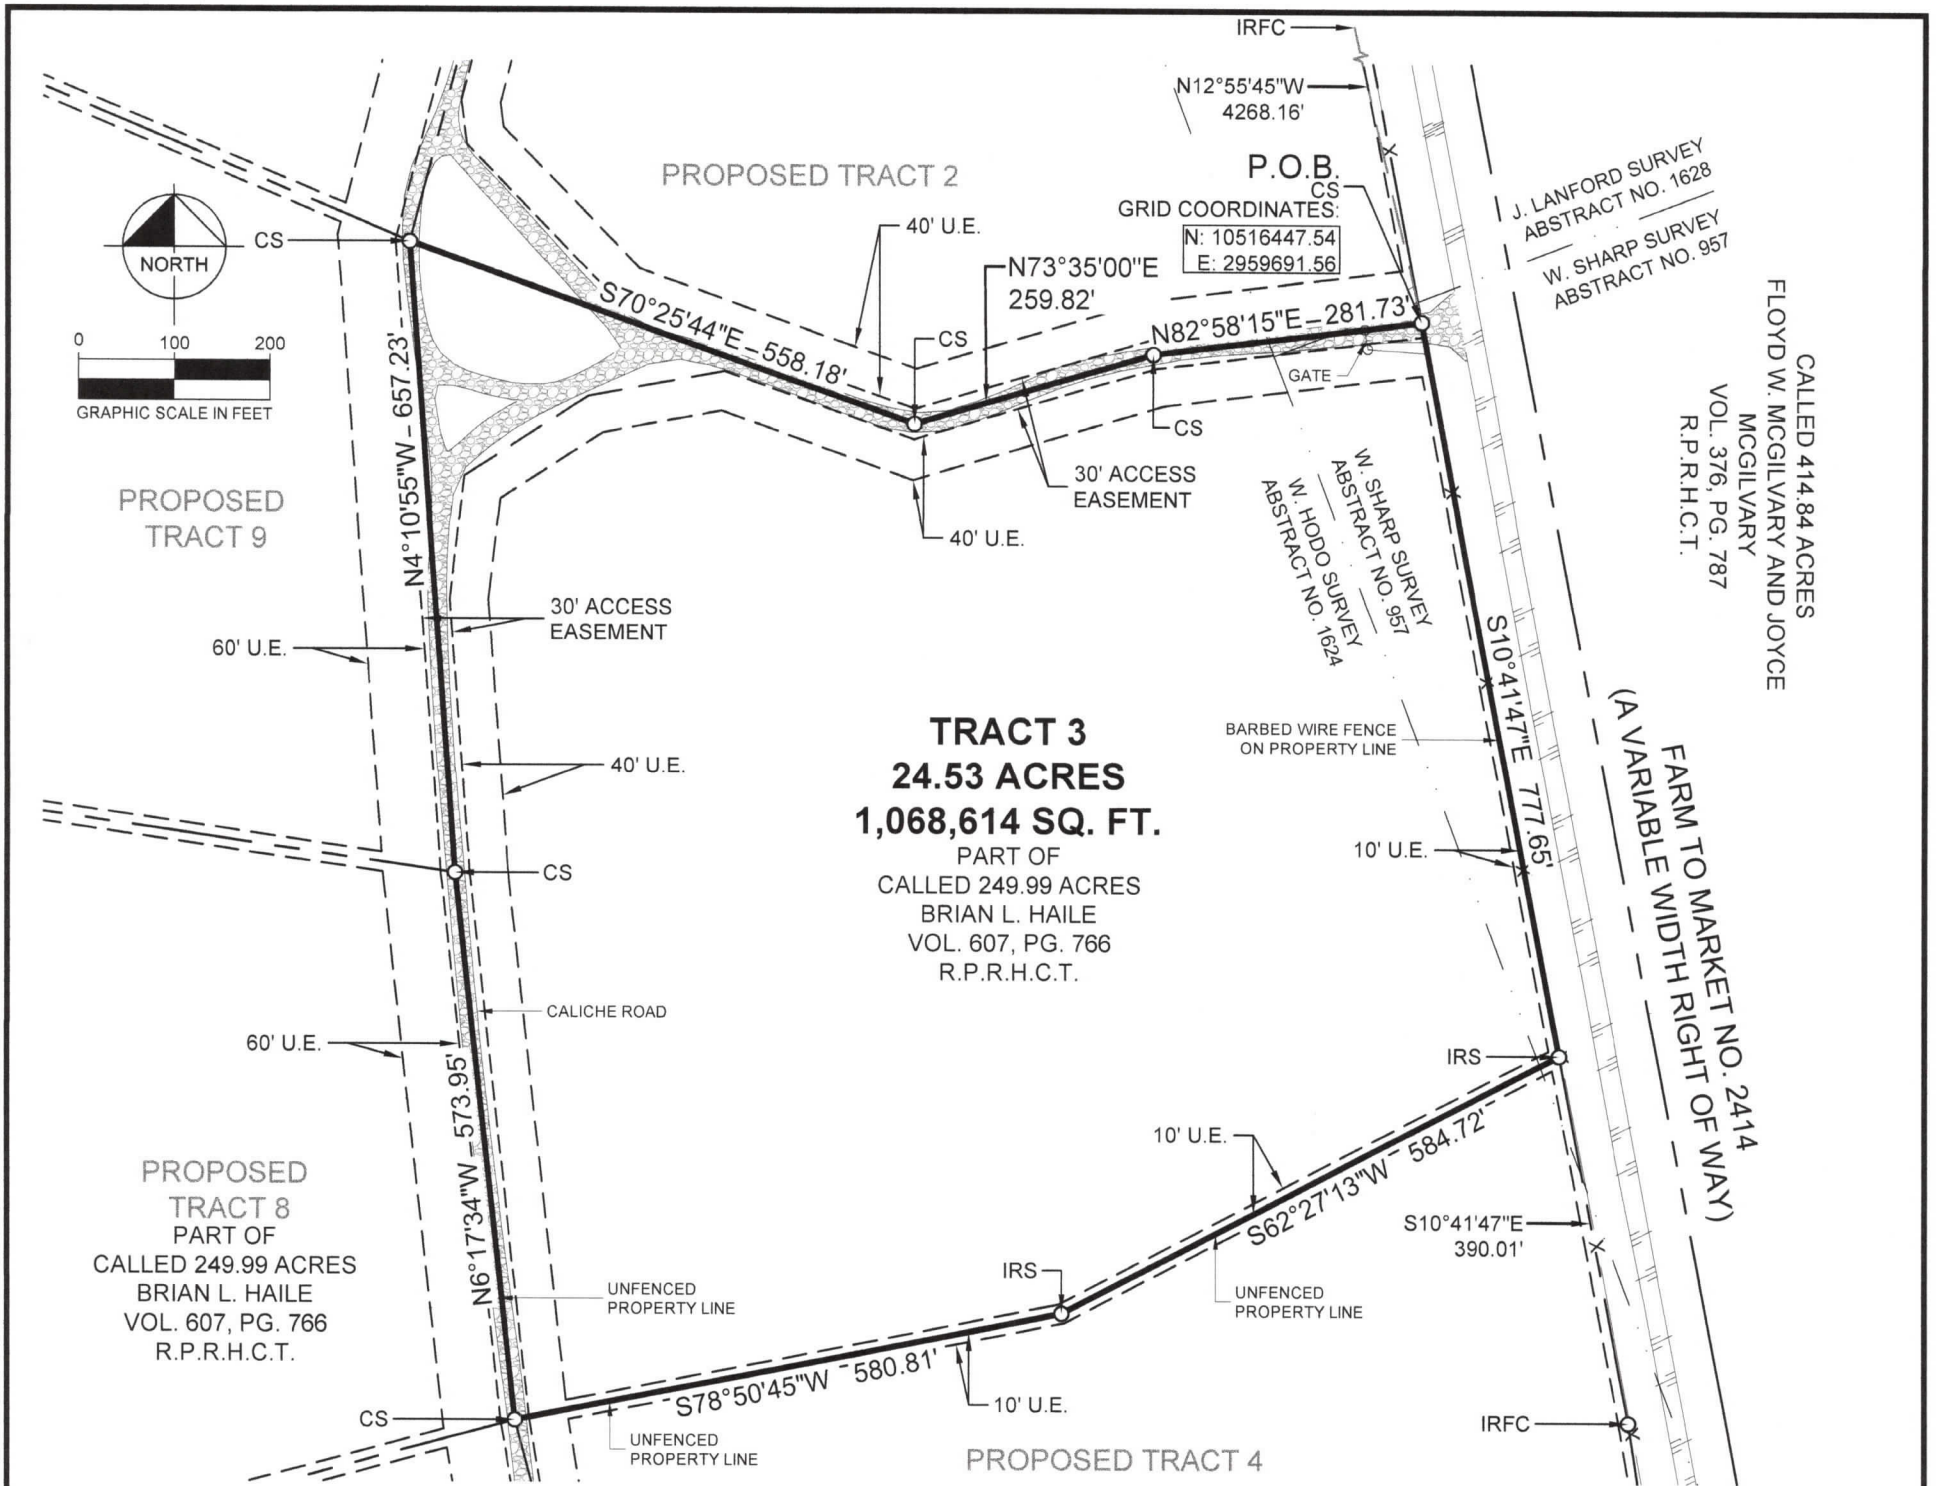 IRFC
N12°55'45"W
4268.16'
PROPOSED TRACT 2
P.O.B.
CS
GRID COORDINATES:
N: 10516447.54
E: 2959691.56
J. LANFORD SURVEY
ABSTRACT NO. 1628
W. SHARP SURVEY
ABSTRACT NO. 957
CS
NORTH
40' U.E.
N73°35'00"E
259.82'
S70°25'44"E 558.18'
CS
N82°58'15"E 281.73'
0 100 200
GRAPHIC SCALE IN FEET
GATE
CS
CALLED 414.84 ACRES
FLOYD W. MCGILVARY AND JOYCE
MCGILVARY
VOL. 376, PG. 787
R.P.R.H.C.T.
N4°10'55"W 657.23'
PROPOSED
TRACT 9
30' ACCESS
EASEMENT
40' U.E.
W. SHARP SURVEY
ABSTRACT NO. 957
W. HODO SURVEY
ABSTRACT NO. 1624
30' ACCESS
EASEMENT
60' U.E.
S10°41'47"E 777.65'
TRACT 3
24.53 ACRES
1,068,614 SQ. FT.
PART OF
CALLED 249.99 ACRES
BRIAN L. HAILE
VOL. 607, PG. 766
R.P.R.H.C.T.
BARBED WIRE FENCE
ON PROPERTY LINE
40' U.E.
10' U.E.
FARM TO MARKET NO. 2414
(A VARIABLE WIDTH RIGHT OF WAY)
CS
CALICHE ROAD
60' U.E.
IRS
N6°17'34"W 573.95'
10' U.E.
S62°27'13"W 584.72'
PROPOSED
TRACT 8
PART OF
CALLED 249.99 ACRES
BRIAN L. HAILE
VOL. 607, PG. 766
R.P.R.H.C.T.
S10°41'47"E
390.01'
IRS
UNFENCED
PROPERTY LINE
UNFENCED
PROPERTY LINE
S78°50'45"W 580.81'
10' U.E.
CS
IRFC
UNFENCED
PROPERTY LINE
PROPOSED TRACT 4